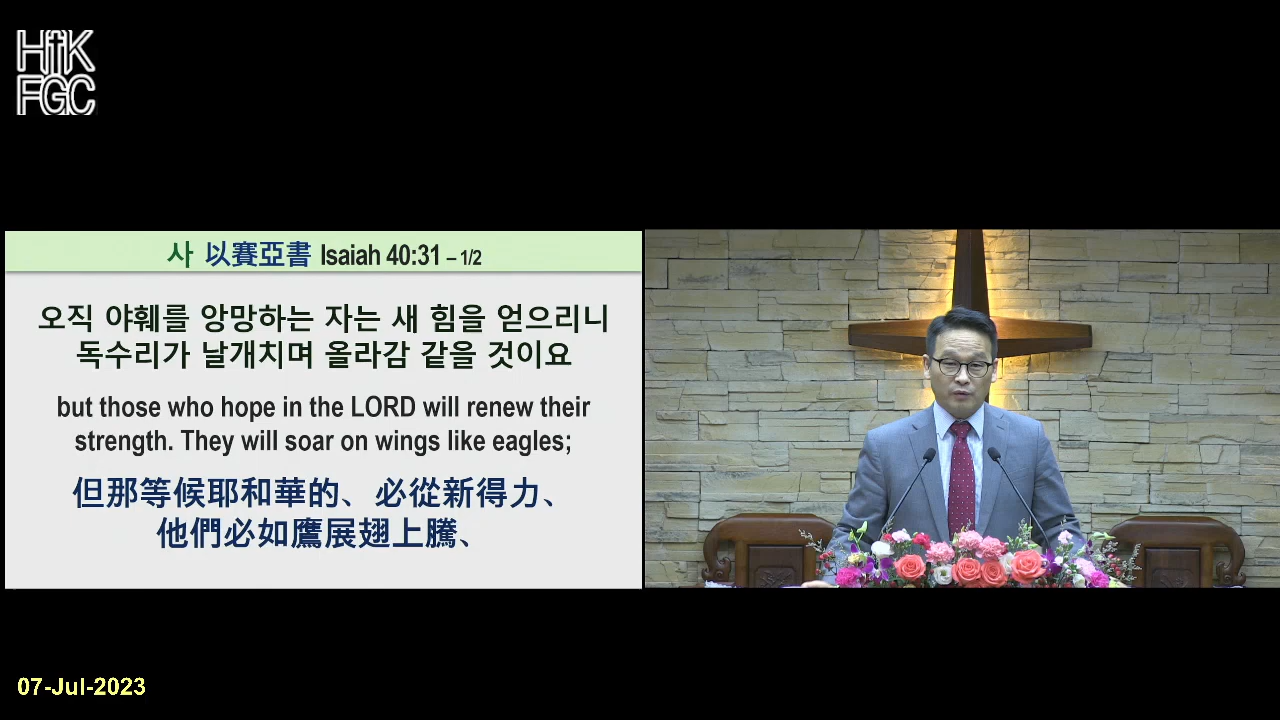 HfK
FGC
사 以賽亞書 Isaiah 40:31 – 1/2
오직 야훼를 앙망하는 자는 새 힘을 얻으리니
독수리가 날개치며 올라감 같을 것이요
but those who hope in the LORD will renew their
strength. They will soar on wings like eagles;
但那等候耶和華的、必從新得力、
他們必如鷹展翅上騰、
07-Jul-2023